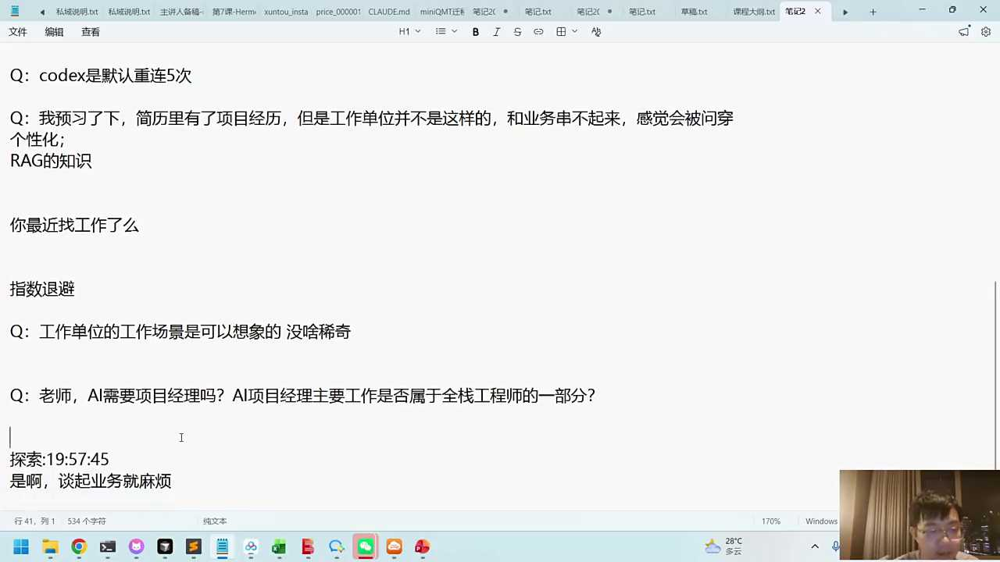 私域说明.txt 私域说明.txt 主讲人备稿- 第7课-Herm xuntou_insta price_000001 CLAUDE.md miniQMT迁移 笔记20 笔记.txt 笔记20 笔记.txt 草稿.txt 课程大纲.txt 笔记2
文件 编辑 查看 H1 B I S
Q：codex是默认重连5次
Q：我预习了下，简历里有了项目经历，但是工作单位并不是这样的，和业务串不起来，感觉会被问穿
个性化；
RAG的知识
你最近找工作了么
指数退避
Q：工作单位的工作场景是可以想象的 没啥稀奇
Q：老师，AI需要项目经理吗？AI项目经理主要工作是否属于全栈工程师的一部分？
探索:19:57:45
是啊，谈起业务就麻烦
行 41，列 1 534 个字符 纯文本 170% Windows
28°C
多云